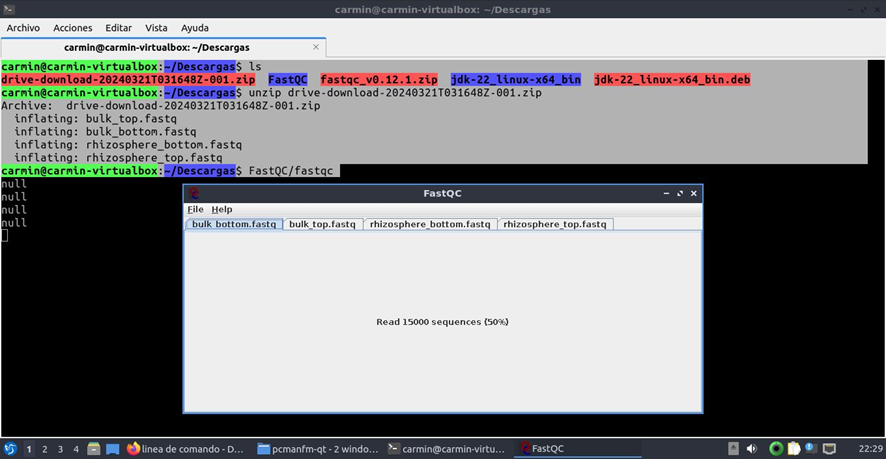 carmin@carmin-virtualbox: ~/Descargas
Archivo Acciones Editar Vista Ayuda
carmin@carmin-virtualbox: ~/Descargas
carmin@carmin-virtualbox:~/Descargas$ ls
drive-download-20240321T031648Z-001.zip FastQC fastqc_v0.12.1.zip jdk-22_linux-x64_bin jdk-22_linux-x64_bin.deb
carmin@carmin-virtualbox:~/Descargas$ unzip drive-download-20240321T031648Z-001.zip
Archive: drive-download-20240321T031648Z-001.zip
inflating: bulk_top.fastq
inflating: bulk_bottom.fastq
inflating: rhizosphere_bottom.fastq
inflating: rhizosphere_top.fastq
carmin@carmin-virtualbox:~/Descargas$ FastQC/fastqc
null
null
null
null
FastQC
File Help
bulk_bottom.fastq bulk_top.fastq rhizosphere_bottom.fastq rhizosphere_top.fastq
Read 15000 sequences (50%)
1 2 3 4 linea de comando - D... pcmanfm-qt - 2 windo... carmin@carmin-virtu... FastQC 22:29